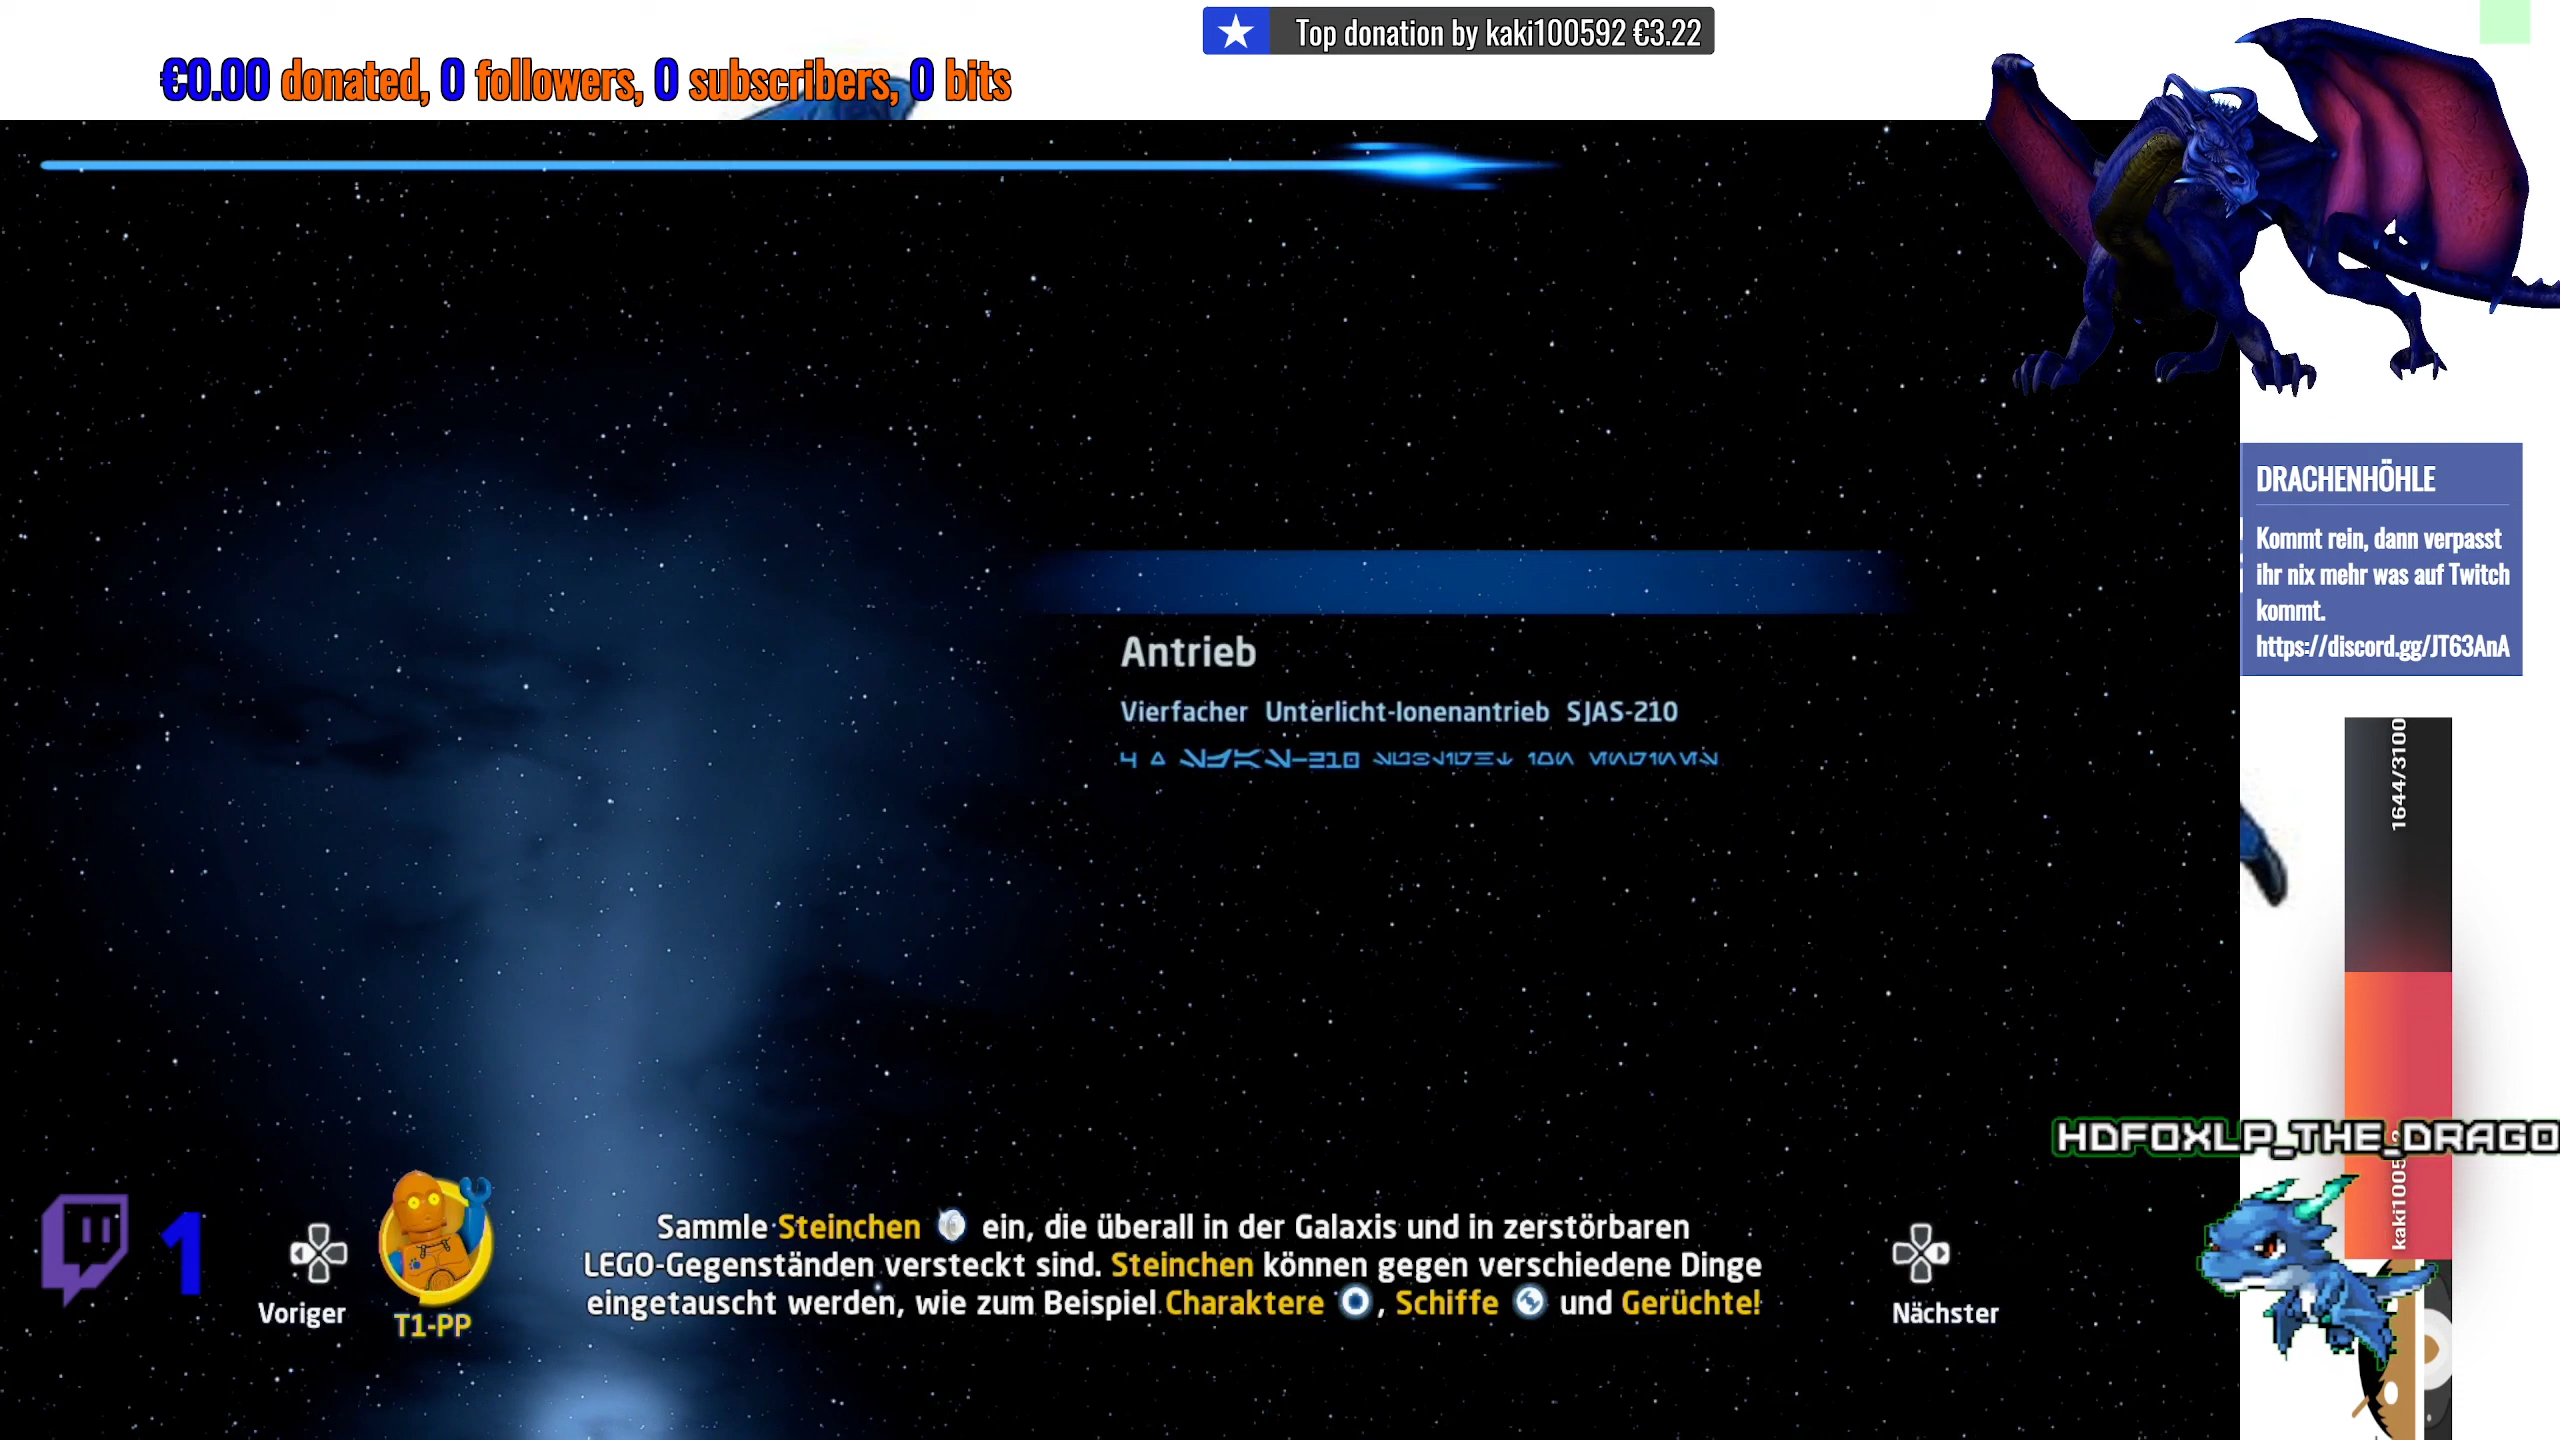 Top donation by kaki100592 €3.22
€0.00 donated, 0 followers, 0 subscribers, 0 bits
DRACHENHÖHLE
Kommt rein, dann verpasst
ihr nix mehr was auf Twitch
kommt.
https://discord.gg/JT63AnA
Antrieb
Vierfacher Unterlicht-Ionenantrieb SJAS-210
1644/3100
HDFOXLP_THE_DRAGO
1
Voriger
T1-PP
Sammle Steinchen ein, die überall in der Galaxis und in zerstörbaren
LEGO-Gegenständen versteckt sind. Steinchen können gegen verschiedene Dinge
eingetauscht werden, wie zum Beispiel Charaktere, Schiffe und Gerüchte!
Nächster